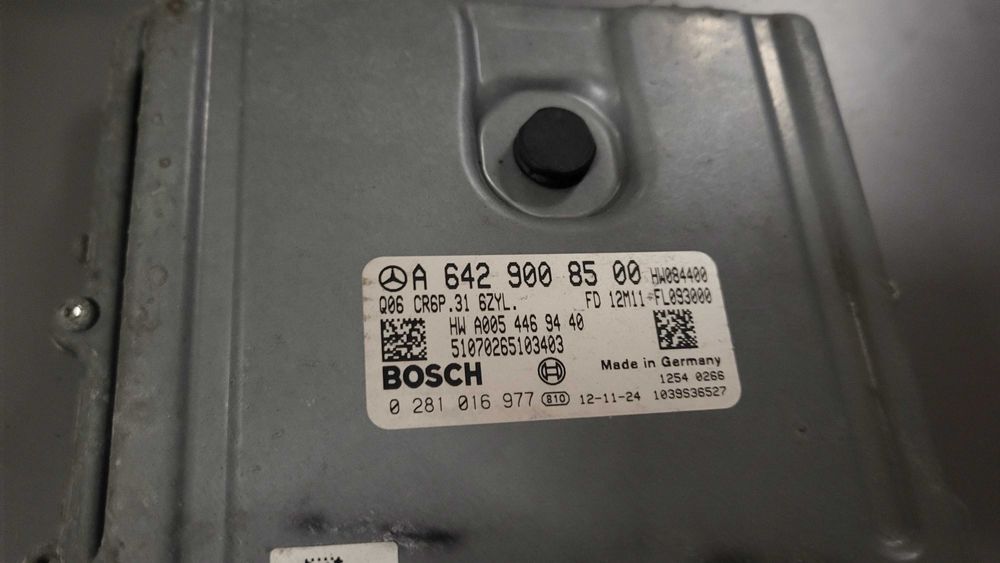 A 642 900 85 00 HW084400
Q06 CR6P.31 6ZYL. FD 12M11-FL093000
HW A005 446 94 40
51070265103403
BOSCH Made in Germany
1254 0266
0 281 016 977 810 12-11-24 1039S36527